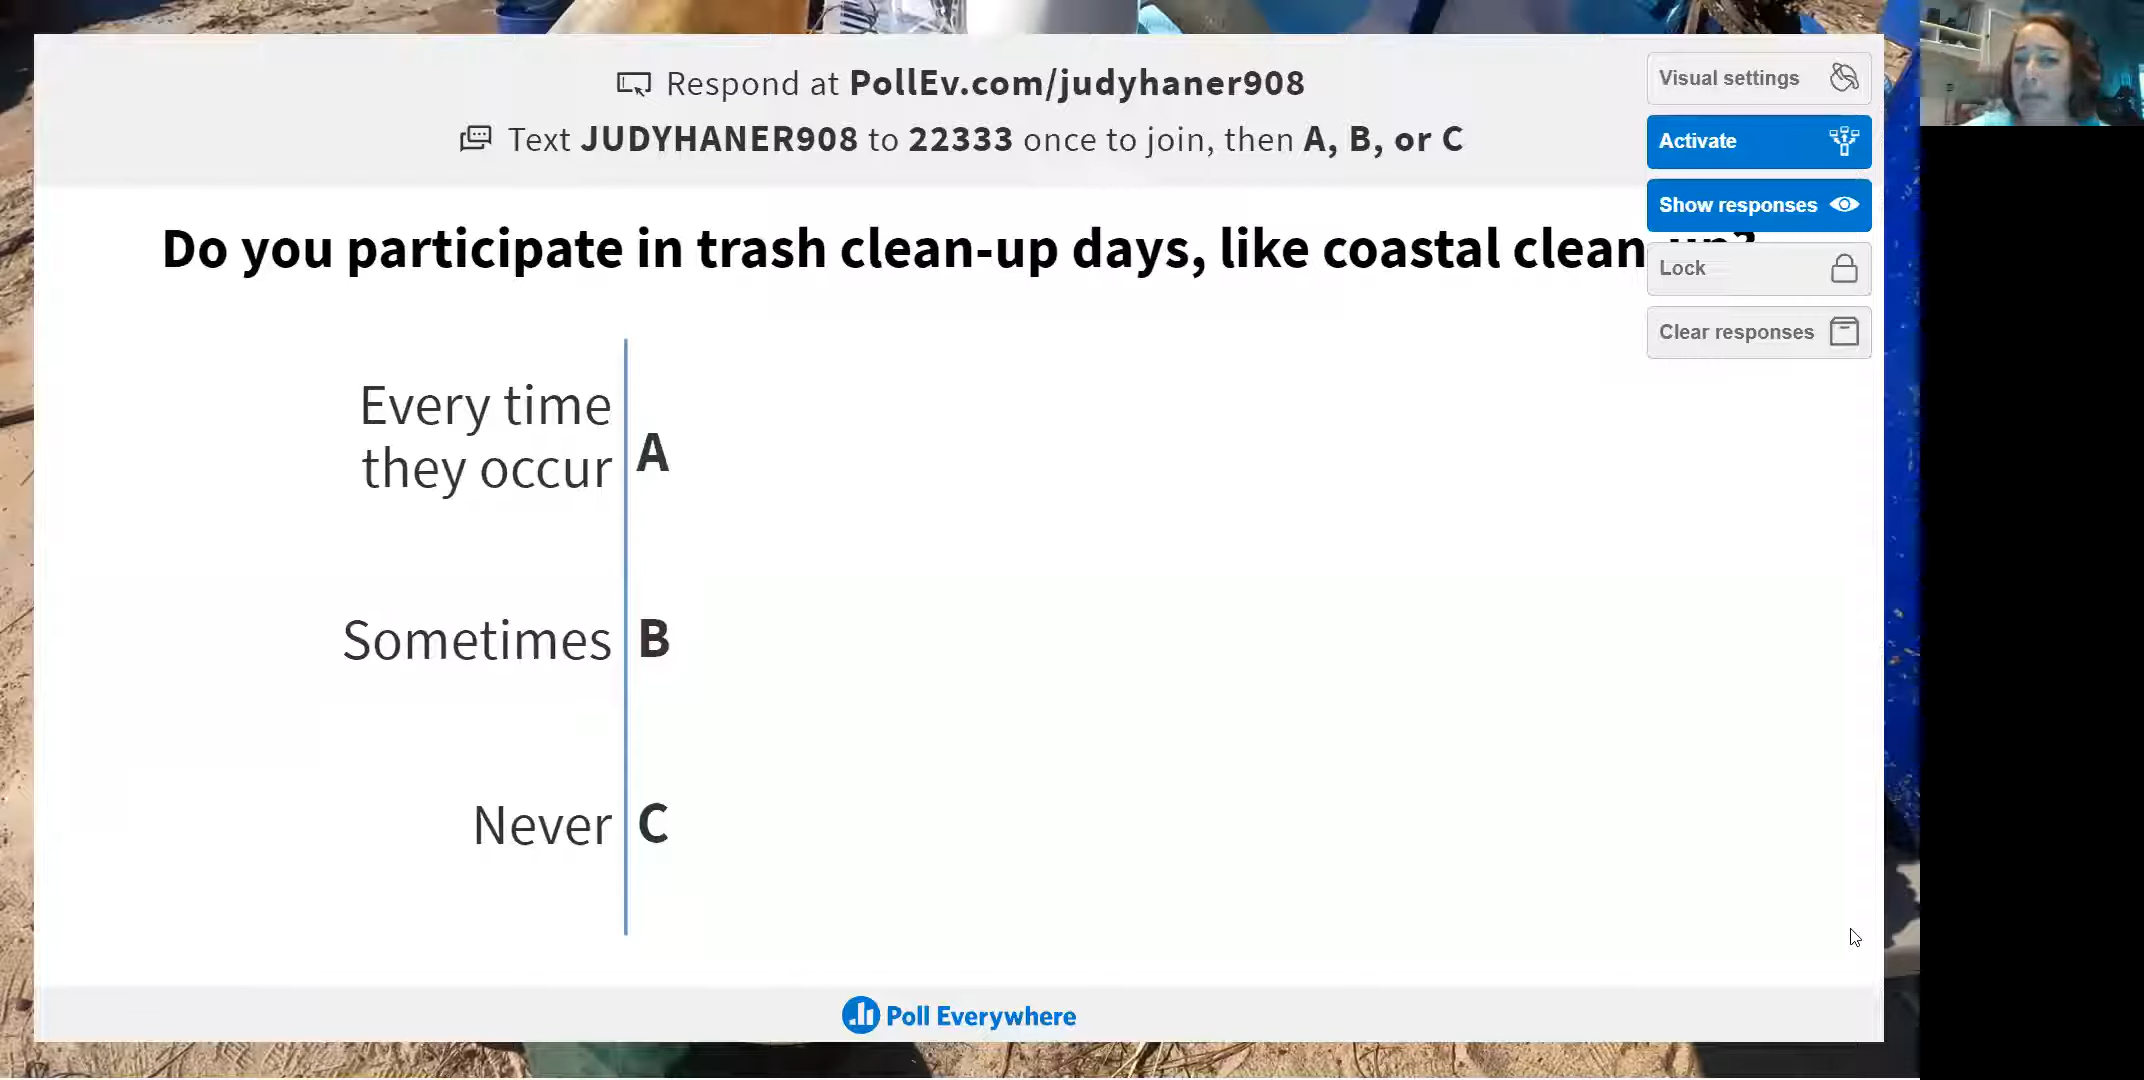 Respond at PollEv.com/judyhaner908
Text JUDYHANER908 to 22333 once to join, then A, B, or C
Visual settings
Activate
Show responses
Lock
Clear responses
Do you participate in trash clean-up days, like coastal clean-up?
Every time
they occur
A
Sometimes B
Never C
Poll Everywhere